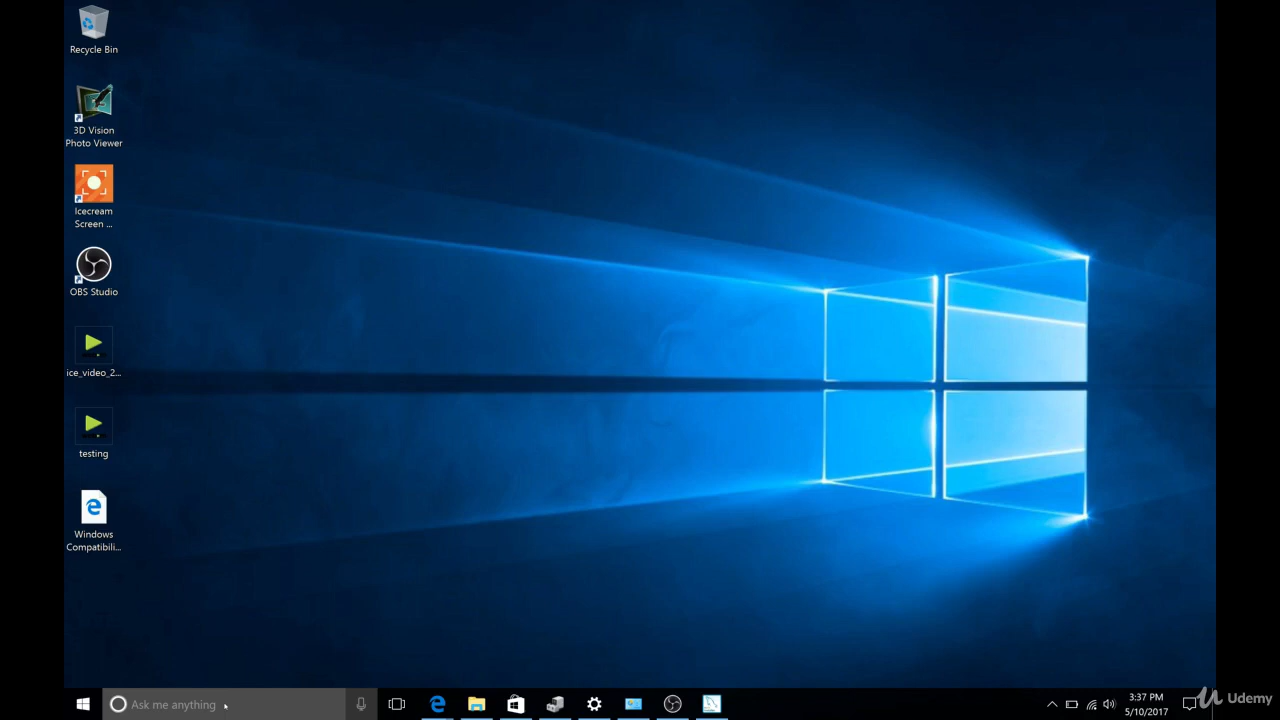 Recycle Bin
3D Vision
Photo Viewer
Icecream
Screen ...
OBS Studio
ice_video_2...
testing
Windows
Compatibili...
Ask me anything
3:37 PM
5/10/2017
Udemy